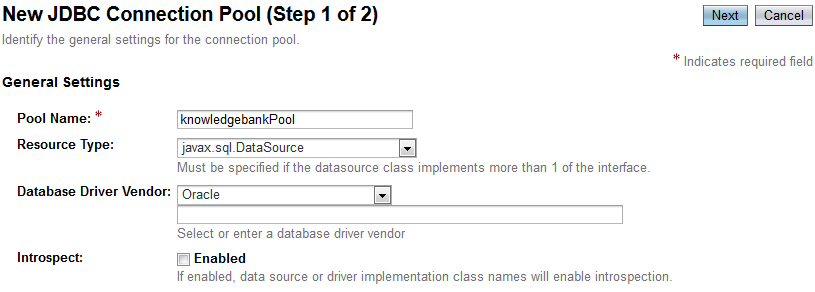 New JDBC Connection Pool (Step 1 of 2)
Next Cancel
Identify the general settings for the connection pool.
* Indicates required field
General Settings
Pool Name: * knowledgebankPool
Resource Type: javax.sql.DataSource
Must be specified if the datasource class implements more than 1 of the interface.
Database Driver Vendor: Oracle
Select or enter a database driver vendor
Introspect: Enabled
If enabled, data source or driver implementation class names will enable introspection.